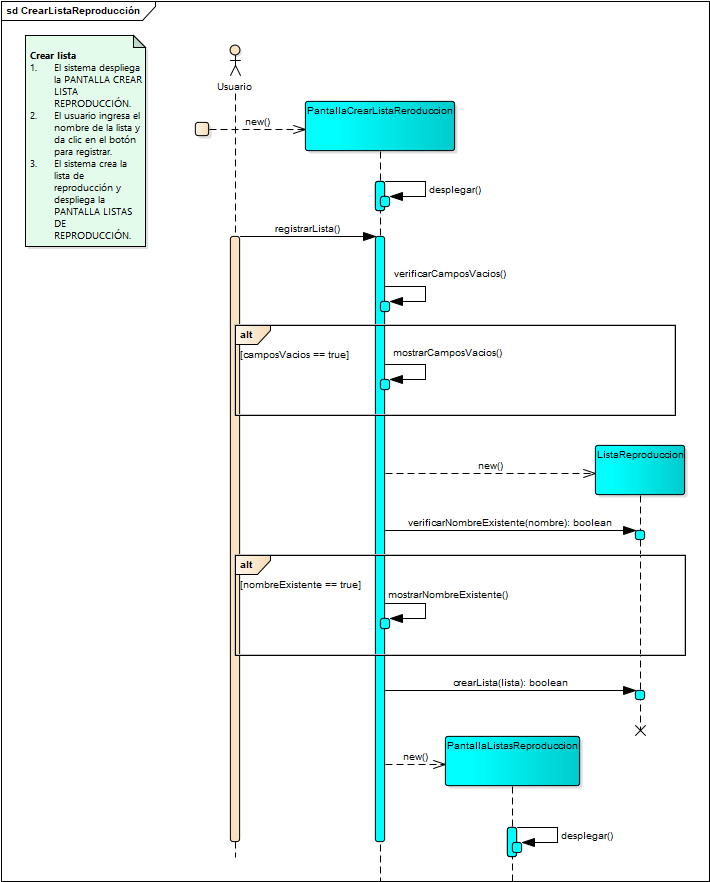 sd CrearListaReproducción
Crear lista
1. El sistema despliega
la PANTALLA CREAR
LISTA
REPRODUCCIÓN.
2. El usuario ingresa el
nombre de la lista y
da clic en el botón
para registrar.
3. El sistema crea la
lista de
reproducción y
despliega la
PANTALLA LISTAS
DE
REPRODUCCIÓN.
Usuario
new()
PantallaCrearListaReroduccion
desplegar()
registrarLista()
verificarCamposVacios()
alt
[camposVacios == true]
mostrarCamposVacios()
ListaReproduccion
new()
verificarNombreExistente(nombre): boolean
alt
[nombreExistente == true]
mostrarNombreExistente()
crearLista(lista): boolean
PantallaListasReproduccion
new()
desplegar()